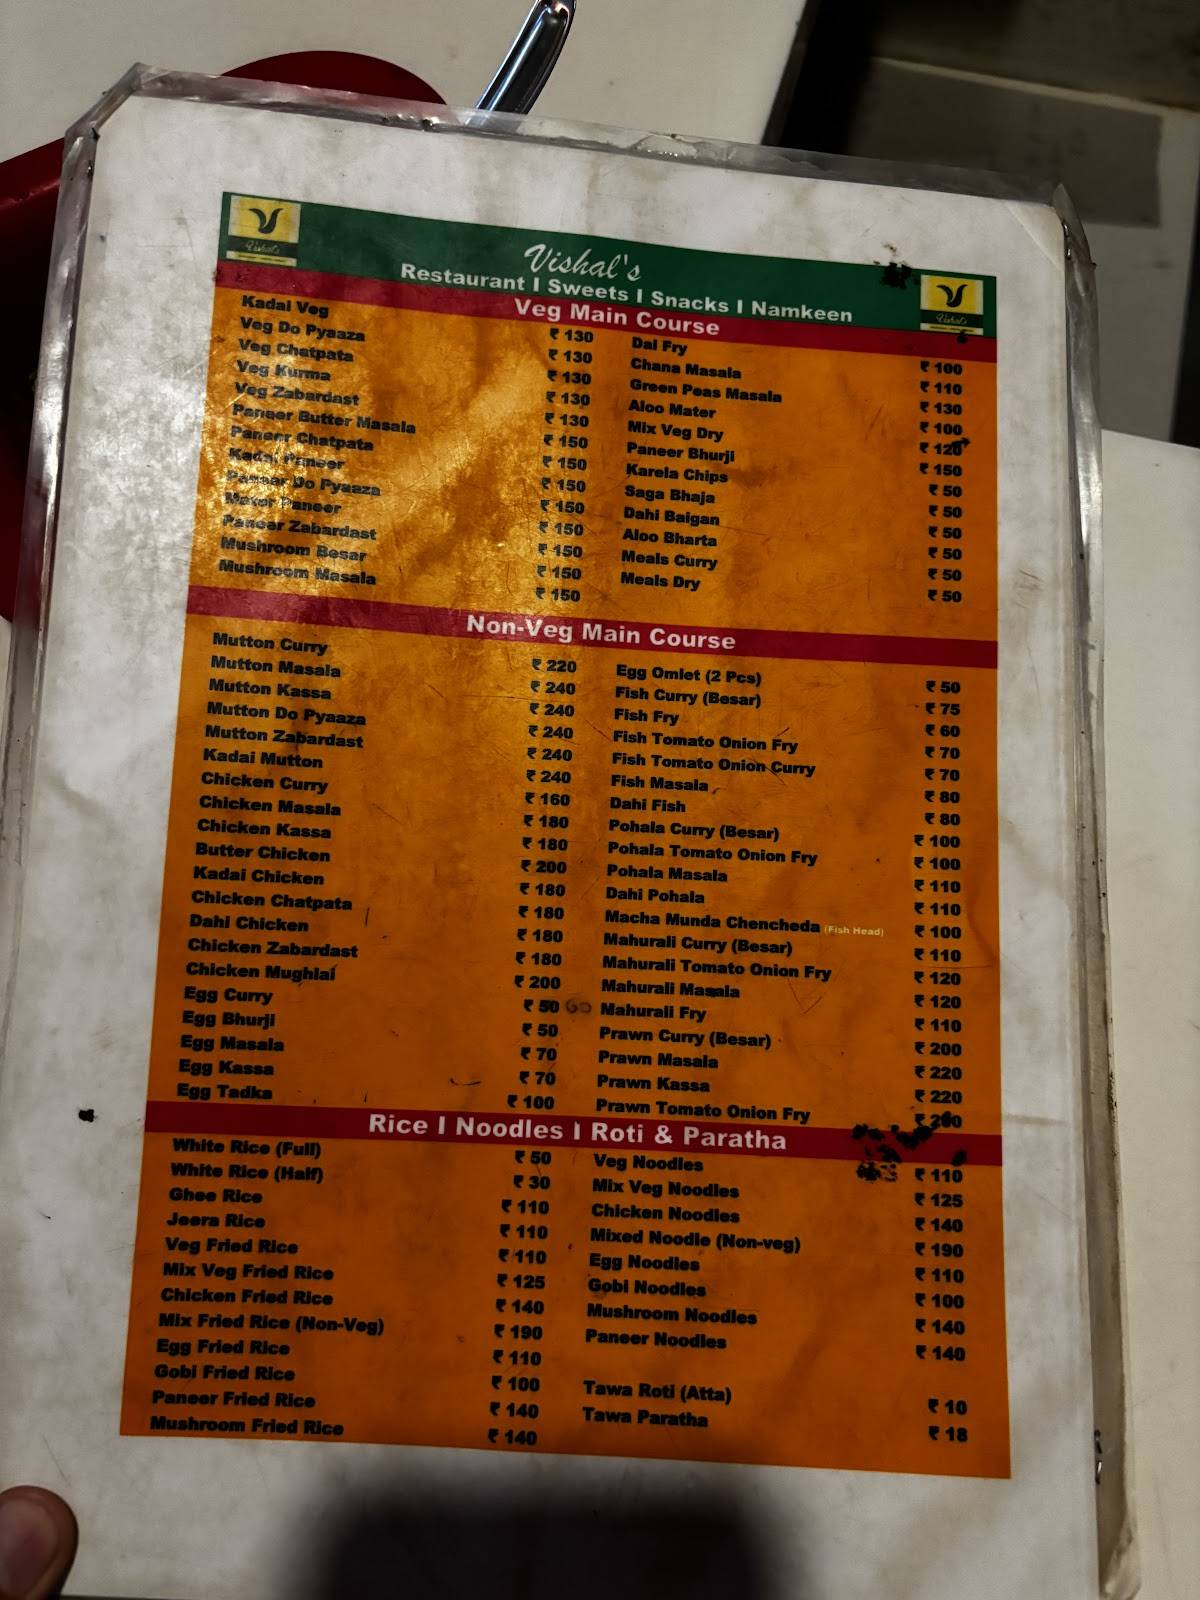 Vishal's
Vishal's
Restaurant I Sweets I Snacks I Namkeen
Vishal's
Veg Main Course
Kadai Veg ₹ 130
Veg Do Pyaaza ₹ 130
Veg Chatpata ₹ 130
Veg Kurma ₹ 130
Veg Zabardast ₹ 130
Paneer Butter Masala ₹ 150
Paneer Chatpata ₹ 150
Kadai Paneer ₹ 150
Paneer Do Pyaaza ₹ 150
Mater Paneer ₹ 150
Paneer Zabardast ₹ 150
Mushroom Besar ₹ 150
Mushroom Masala ₹ 150
Dal Fry ₹ 100
Chana Masala ₹ 110
Green Peas Masala ₹ 130
Aloo Mater ₹ 100
Mix Veg Dry ₹ 120
Paneer Bhurji ₹ 150
Karela Chips ₹ 50
Saga Bhaja ₹ 50
Dahi Baigan ₹ 50
Aloo Bharta ₹ 50
Meals Curry ₹ 50
Meals Dry ₹ 50
Non-Veg Main Course
Mutton Curry ₹ 220
Mutton Masala ₹ 240
Mutton Kassa ₹ 240
Mutton Do Pyaaza ₹ 240
Mutton Zabardast ₹ 240
Kadai Mutton ₹ 240
Chicken Curry ₹ 160
Chicken Masala ₹ 180
Chicken Kassa ₹ 180
Butter Chicken ₹ 200
Kadai Chicken ₹ 180
Chicken Chatpata ₹ 180
Dahi Chicken ₹ 180
Chicken Zabardast ₹ 180
Chicken Mughlai ₹ 200
Egg Curry ₹ 50 60
Egg Bhurji ₹ 50
Egg Masala ₹ 70
Egg Kassa ₹ 70
Egg Tadka ₹ 100
Egg Omlet (2 Pcs) ₹ 50
Fish Curry (Besar) ₹ 75
Fish Fry ₹ 60
Fish Tomato Onion Fry ₹ 70
Fish Tomato Onion Curry ₹ 70
Fish Masala ₹ 80
Dahi Fish ₹ 80
Pohala Curry (Besar) ₹ 100
Pohala Tomato Onion Fry ₹ 100
Pohala Masala ₹ 110
Dahi Pohala ₹ 110
Macha Munda Chencheda (Fish Head) ₹ 100
Mahurali Curry (Besar) ₹ 110
Mahurali Tomato Onion Fry ₹ 120
Mahurali Masala ₹ 120
Mahurali Fry ₹ 110
Prawn Curry (Besar) ₹ 200
Prawn Masala ₹ 220
Prawn Kassa ₹ 220
Prawn Tomato Onion Fry ₹ 200
Rice I Noodles I Roti & Paratha
White Rice (Full) ₹ 50
White Rice (Half) ₹ 30
Ghee Rice ₹ 110
Jeera Rice ₹ 110
Veg Fried Rice ₹ 110
Mix Veg Fried Rice ₹ 125
Chicken Fried Rice ₹ 140
Mix Fried Rice (Non-Veg) ₹ 190
Egg Fried Rice ₹ 110
Gobi Fried Rice ₹ 100
Paneer Fried Rice ₹ 140
Mushroom Fried Rice ₹ 140
Veg Noodles ₹ 110
Mix Veg Noodles ₹ 125
Chicken Noodles ₹ 140
Mixed Noodle (Non-veg) ₹ 190
Egg Noodles ₹ 110
Gobi Noodles ₹ 100
Mushroom Noodles ₹ 140
Paneer Noodles ₹ 140
Tawa Roti (Atta) ₹ 10
Tawa Paratha ₹ 18